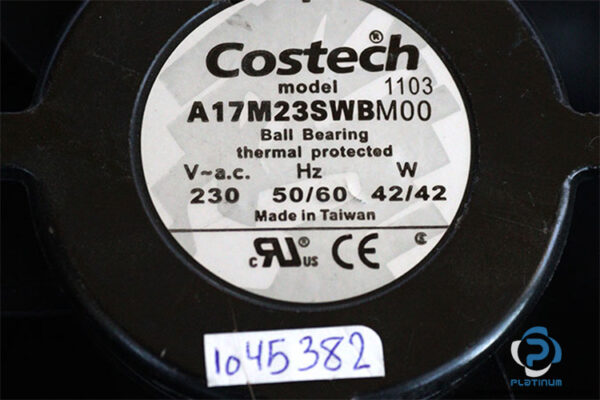 Costech®
model 1103
A17M23SWBM00
Ball Bearing
thermal protected
V~a.c. Hz W
230 50/60 42/42
Made in Taiwan
c RU® US CE
1045382
PLATINUM